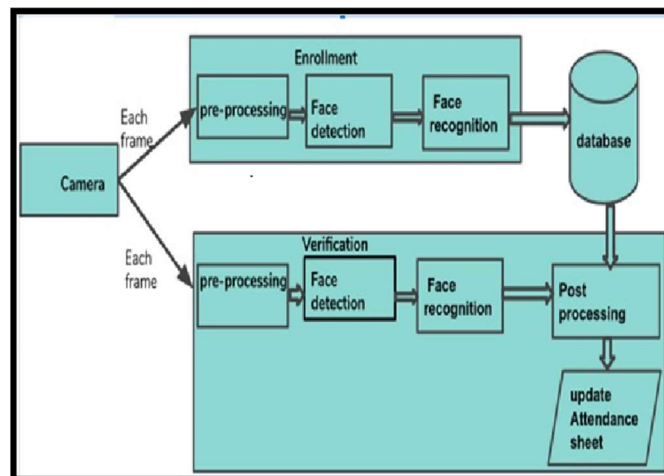 Enrollment
Each
frame
pre-processing
Face
detection
Face
recognition
database
Camera
Each
frame
Verification
pre-processing
Face
detection
Face
recognition
Post
processing
update
Attendance
sheet